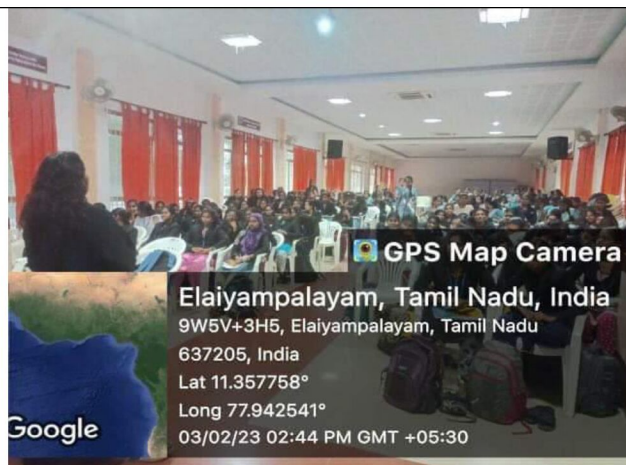 GPS Map Camera
Elaiyampalayam, Tamil Nadu, India
9W5V+3H5, Elaiyampalayam, Tamil Nadu
637205, India
Lat 11.357758°
Long 77.942541°
03/02/23 02:44 PM GMT +05:30
Google